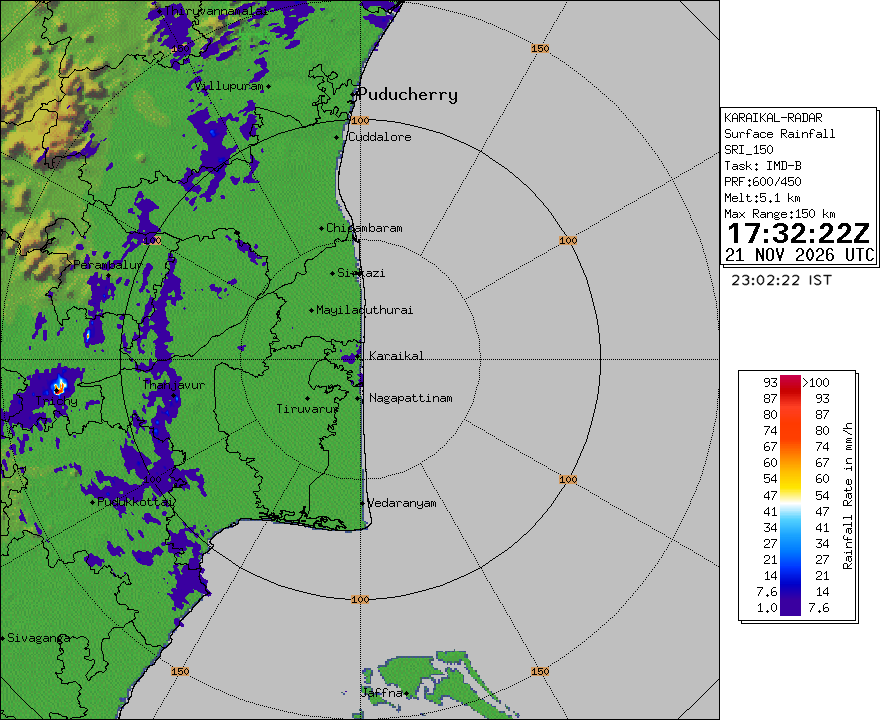 Thiruvannamalai
150
150
Villupuram
Puducherry
100
Cuddalore
Chidambaram
100
100
Perambalur
Sirkazi
Mayiladuthurai
Karaikal
Thanjavur
Trichy
Nagapattinam
Tiruvarur
100
100
Pudukkottai
Vedaranyam
100
Sivaganga
150
150
Jaffna
KARAIKAL-RADAR
Surface Rainfall
SRI_150
Task: IMD-B
PRF:600/450
Melt:5.1 km
Max Range:150 km
17:32:22Z
21 NOV 2026 UTC
23:02:22 IST
93 >100
87 93
80 87
74 80
67 74
60 67
54 60
47 54
41 47
34 41
27 34
21 27
14 21
7.6 14
1.0 7.6
Rainfall Rate in mm/h